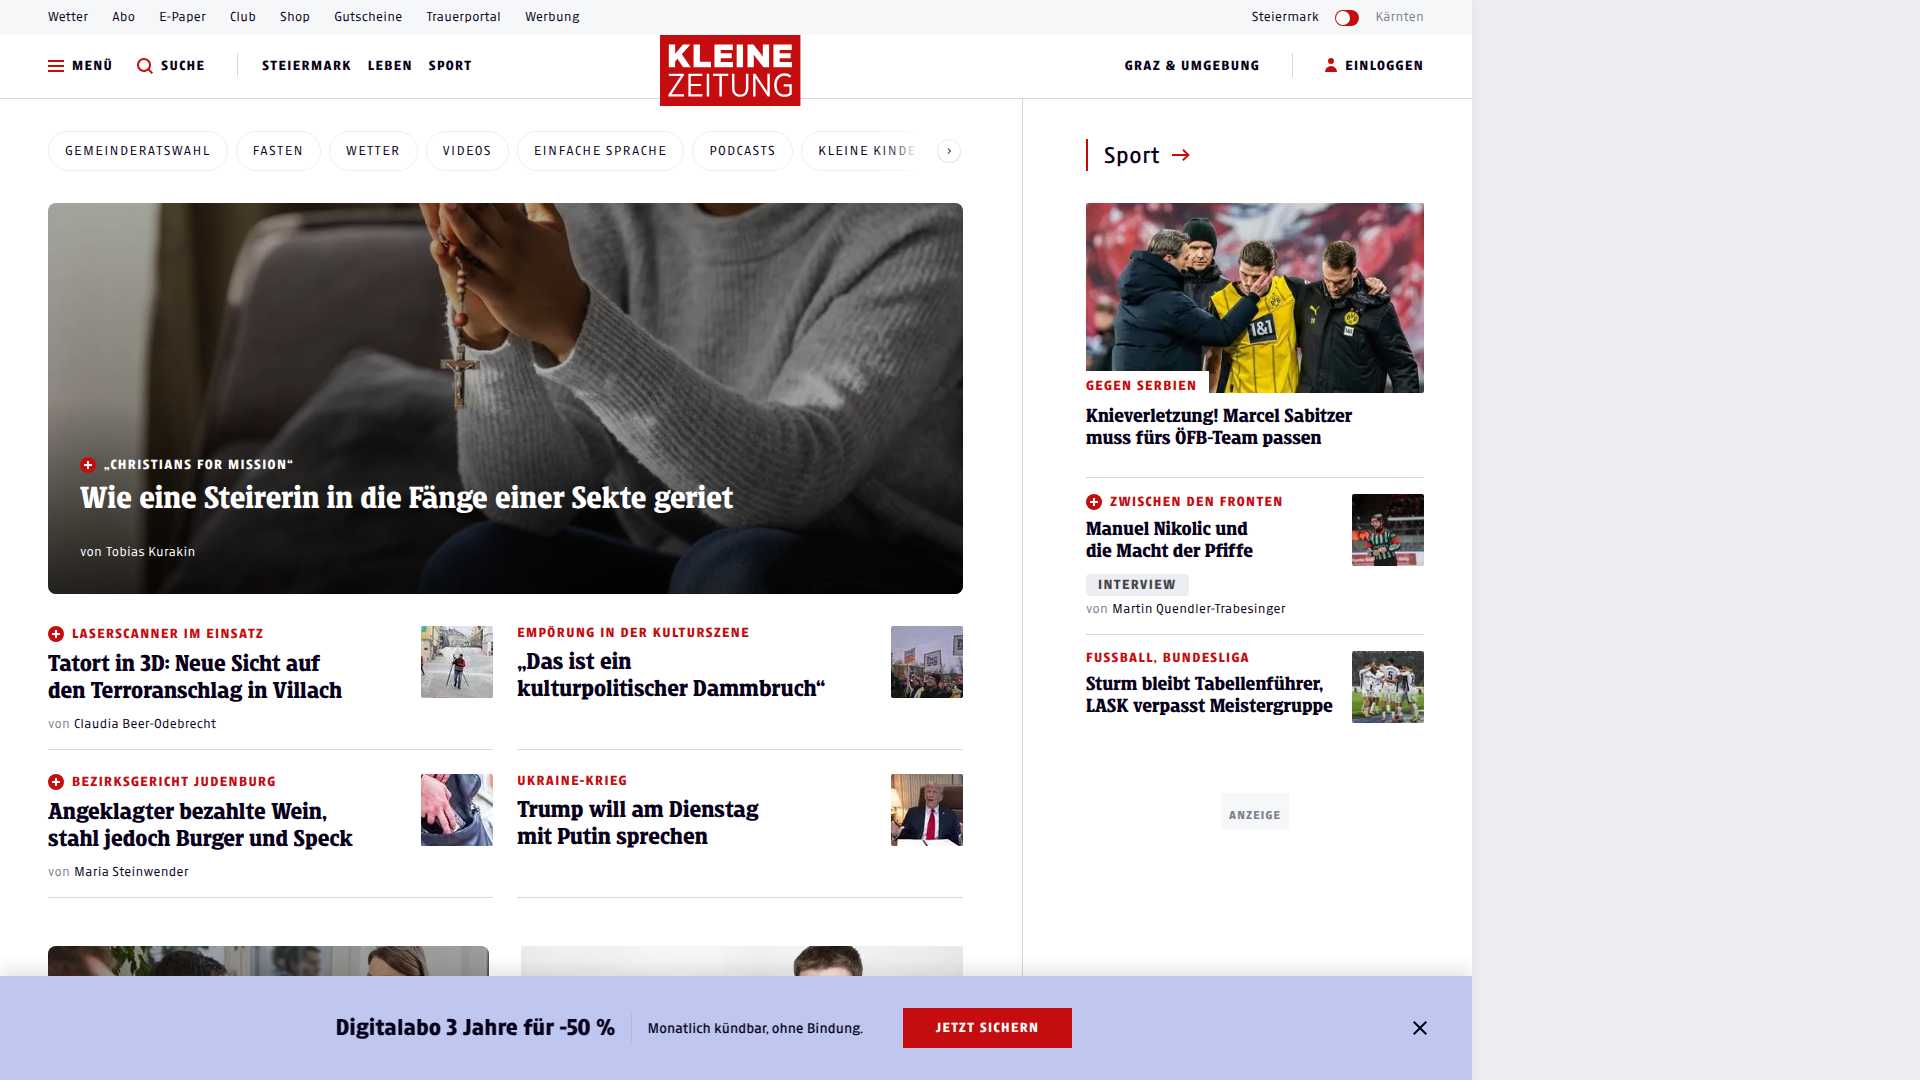 Wetter Abo E-Paper Club Shop Gutscheine Trauerportal Werbung Steiermark Kärnten
MENÜ SUCHE STEIERMARK LEBEN SPORT KLEINE ZEITUNG GRAZ & UMGEBUNG EINLOGGEN
GEMEINDERATSWAHL FASTEN WETTER VIDEOS EINFACHE SPRACHE PODCASTS KLEINE KINDE
„CHRISTIANS FOR MISSION“
Wie eine Steirerin in die Fänge einer Sekte geriet
von Tobias Kurakin
LASERSCANNER IM EINSATZ
Tatort in 3D: Neue Sicht auf
den Terroranschlag in Villach
von Claudia Beer-Odebrecht
EMPÖRUNG IN DER KULTURSZENE
„Das ist ein
kulturpolitischer Dammbruch“
BEZIRKSGERICHT JUDENBURG
Angeklagter bezahlte Wein,
stahl jedoch Burger und Speck
von Maria Steinwender
UKRAINE-KRIEG
Trump will am Dienstag
mit Putin sprechen
Sport
1&1
GEGEN SERBIEN
Knieverletzung! Marcel Sabitzer
muss fürs ÖFB-Team passen
ZWISCHEN DEN FRONTEN
Manuel Nikolic und
die Macht der Pfiffe
INTERVIEW
von Martin Quendler-Trabesinger
FUSSBALL, BUNDESLIGA
Sturm bleibt Tabellenführer,
LASK verpasst Meistergruppe
ANZEIGE
Digitalabo 3 Jahre für -50 % Monatlich kündbar, ohne Bindung. JETZT SICHERN